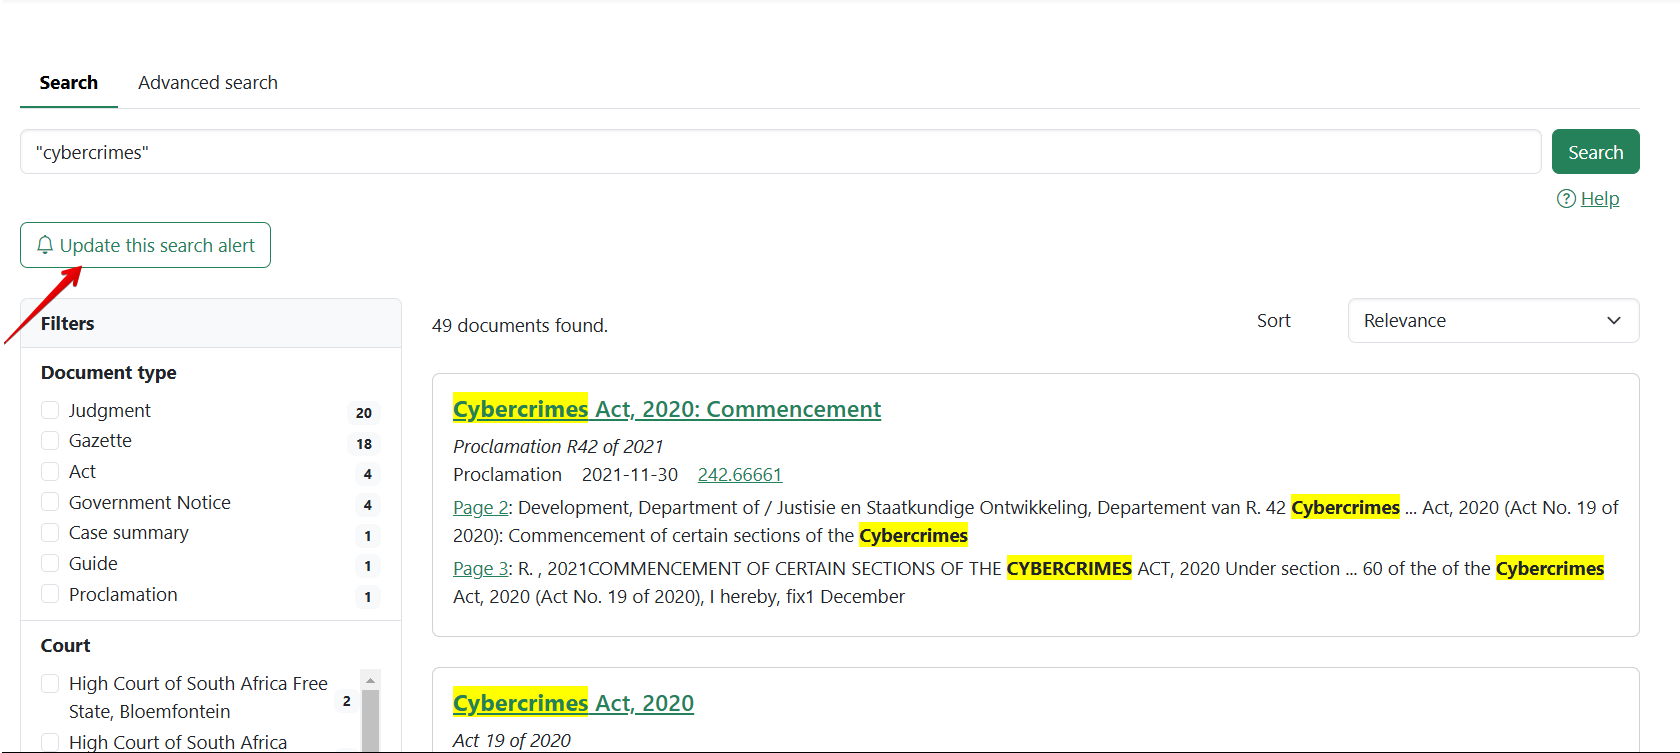 Search Advanced search
"cybercrimes" Search
Help
Update this search alert
Filters
49 documents found. Sort Relevance
Document type
Judgment 20
Gazette 18
Act 4
Government Notice 4
Case summary 1
Guide 1
Proclamation 1
Court
High Court of South Africa Free
State, Bloemfontein 2
High Court of South Africa
Cybercrimes Act, 2020: Commencement
Proclamation R42 of 2021
Proclamation 2021-11-30 242.66661
Page 2: Development, Department of / Justisie en Staatkundige Ontwikkeling, Departement van R. 42 Cybercrimes ... Act, 2020 (Act No. 19 of
2020): Commencement of certain sections of the Cybercrimes
Page 3: R. , 2021COMMENCEMENT OF CERTAIN SECTIONS OF THE CYBERCRIMES ACT, 2020 Under section ... 60 of the of the Cybercrimes
Act, 2020 (Act No. 19 of 2020), I hereby, fix1 December
Cybercrimes Act, 2020
Act 19 of 2020